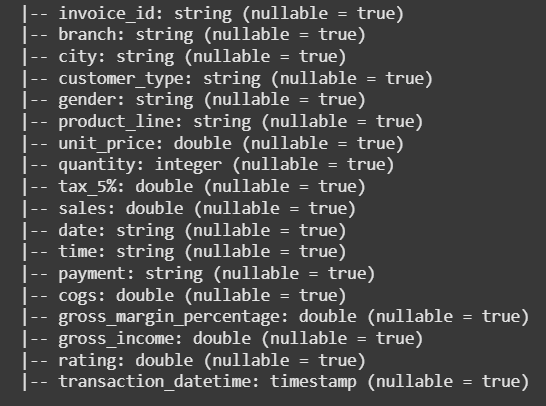 |-- invoice_id: string (nullable = true)
|-- branch: string (nullable = true)
|-- city: string (nullable = true)
|-- customer_type: string (nullable = true)
|-- gender: string (nullable = true)
|-- product_line: string (nullable = true)
|-- unit_price: double (nullable = true)
|-- quantity: integer (nullable = true)
|-- tax_5%: double (nullable = true)
|-- sales: double (nullable = true)
|-- date: string (nullable = true)
|-- time: string (nullable = true)
|-- payment: string (nullable = true)
|-- cogs: double (nullable = true)
|-- gross_margin_percentage: double (nullable = true)
|-- gross_income: double (nullable = true)
|-- rating: double (nullable = true)
|-- transaction_datetime: timestamp (nullable = true)